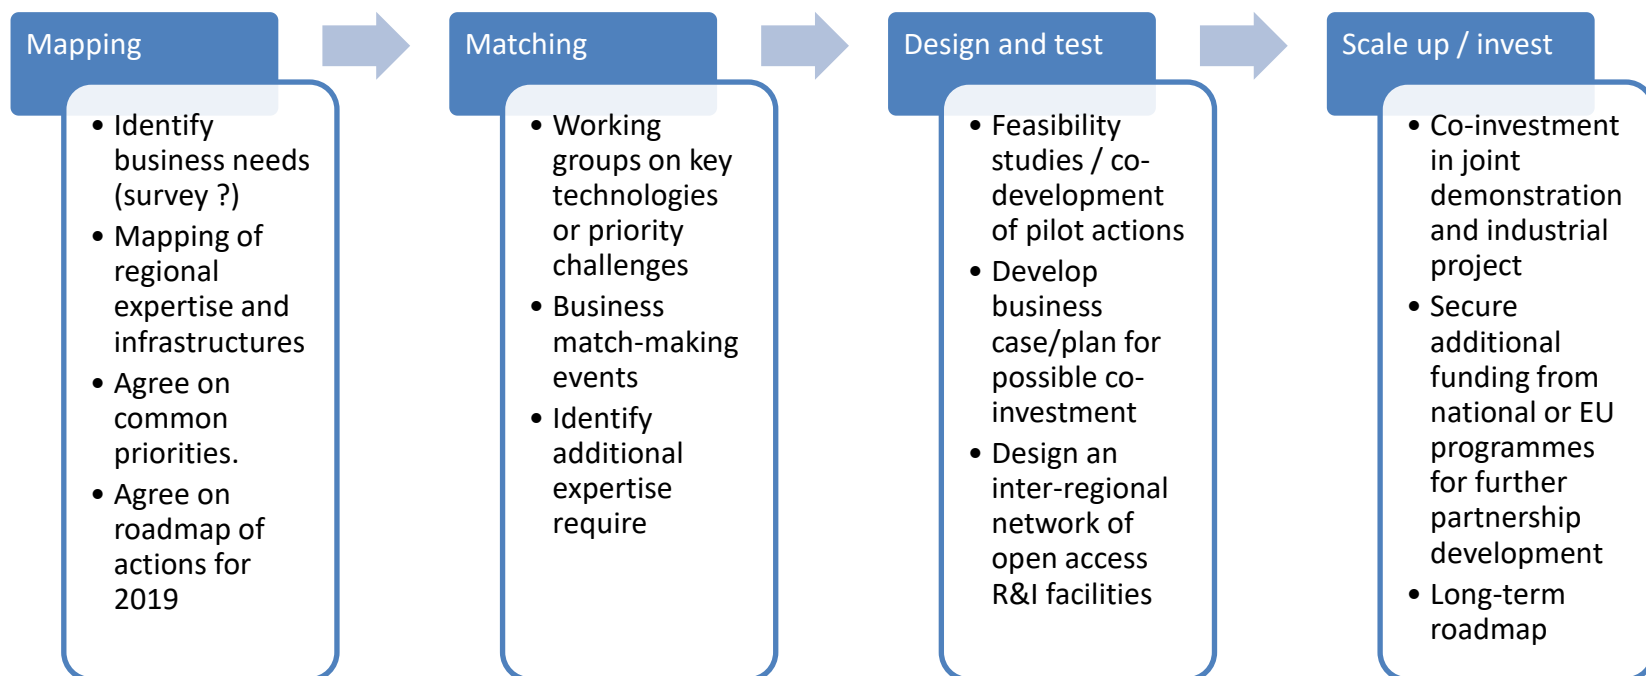 Mapping
• Identify
business needs
(survey ?)
• Mapping of
regional
expertise and
infrastructures
• Agree on
common
priorities.
• Agree on
roadmap of
actions for
2019
Matching
• Working
groups on key
technologies
or priority
challenges
• Business
match-making
events
• Identify
additional
expertise
require
Design and test
• Feasibility
studies / co-
development
of pilot actions
• Develop
business
case/plan for
possible co-
investment
• Design an
inter-regional
network of
open access
R&I facilities
Scale up / invest
• Co-investment
in joint
demonstration
and industrial
project
• Secure
additional
funding from
national or EU
programmes
for further
partnership
development
• Long-term
roadmap